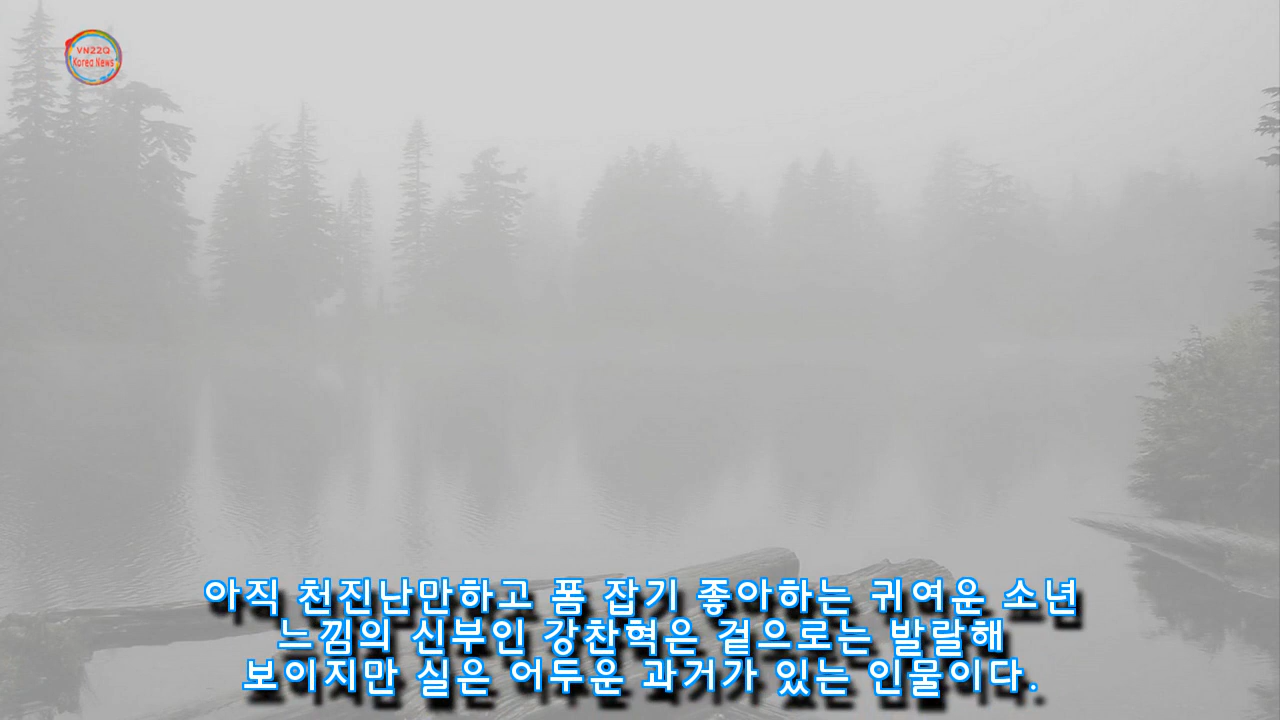 VN22Q
Korea News
아직 천진난만하고 폼 잡기 좋아하는 귀여운 소년
느낌의 신부인 강찬혁은 겉으로는 발랄해
보이지만 실은 어두운 과거가 있는 인물이다.